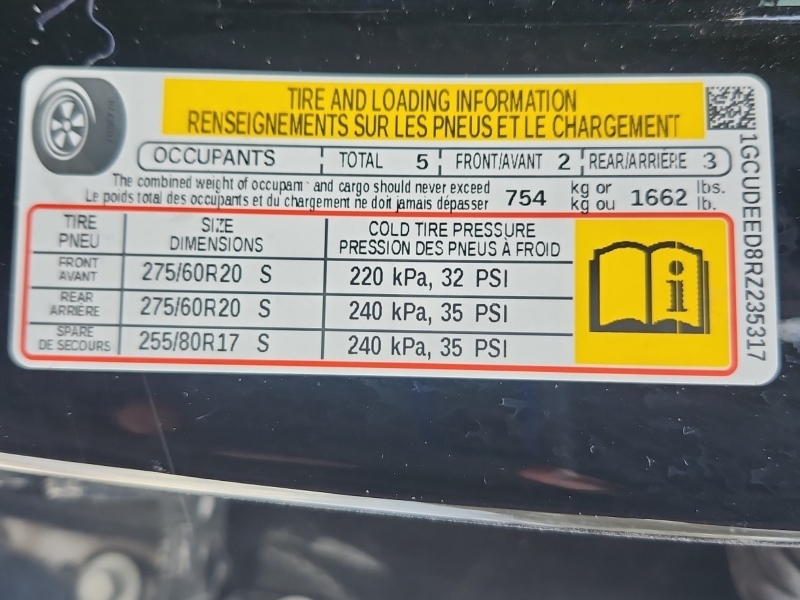 TIRE AND LOADING INFORMATION
RENSEIGNEMENTS SUR LES PNEUS ET LE CHARGEMENT
OCCUPANTS TOTAL 5 FRONT/AVANT 2 REAR/ARRIÈRE 3
The combined weight of occupam and cargo should never exceed 754 kg or 1662 lbs.
Le poids total des occupants et du chargement ne doit jamais dépasser kg ou lb.
TIRE PNEU SIZE DIMENSIONS COLD TIRE PRESSURE PRESSION DES PNEUS À FROID
FRONT AVANT 275/60R20 S 220 kPa, 32 PSI
REAR ARRIÈRE 275/60R20 S 240 kPa, 35 PSI
SPARE DE SECOURS 255/80R17 S 240 kPa, 35 PSI
1GCUDEED8RZ235317